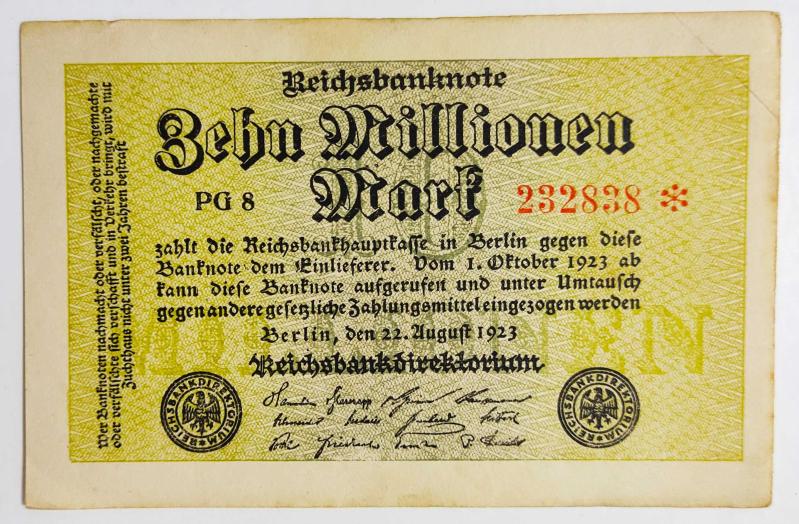 Reichsbanknote
Zehn Millionen
Mark
PG 8
232838 *
zahlt die Reichsbankhauptkasse in Berlin gegen diese
Banknote dem Einlieferer. Vom 1. Oktober 1923 ab
kann diese Banknote aufgerufen und unter Umtausch
gegen andere gesetzliche Zahlungsmittel eingezogen werden
Berlin, den 22. August 1923
Reichsbankdirektorium
REICHSBANKDIREKTORIUM
REICHSBANKDIREKTORIUM
Wer Banknoten nachmacht oder verfälscht, oder nachgemachte
oder verfälschte sich verschafft und in Verkehr bringt, wird mit
Zuchthaus nicht unter zwei Jahren bestraft